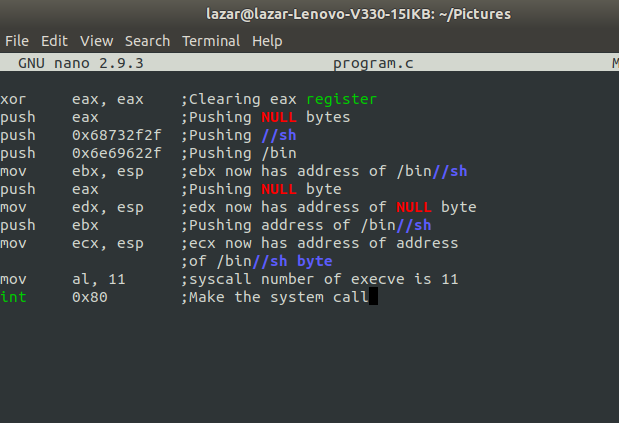 lazar@lazar-Lenovo-V330-15IKB: ~/Pictures
File Edit View Search Terminal Help
GNU nano 2.9.3 program.c M
xor eax, eax ;Clearing eax register
push eax ;Pushing NULL bytes
push 0x68732f2f ;Pushing //sh
push 0x6e69622f ;Pushing /bin
mov ebx, esp ;ebx now has address of /bin//sh
push eax ;Pushing NULL byte
mov edx, esp ;edx now has address of NULL byte
push ebx ;Pushing address of /bin//sh
mov ecx, esp ;ecx now has address of address
;of /bin//sh byte
mov al, 11 ;syscall number of execve is 11
int 0x80 ;Make the system call